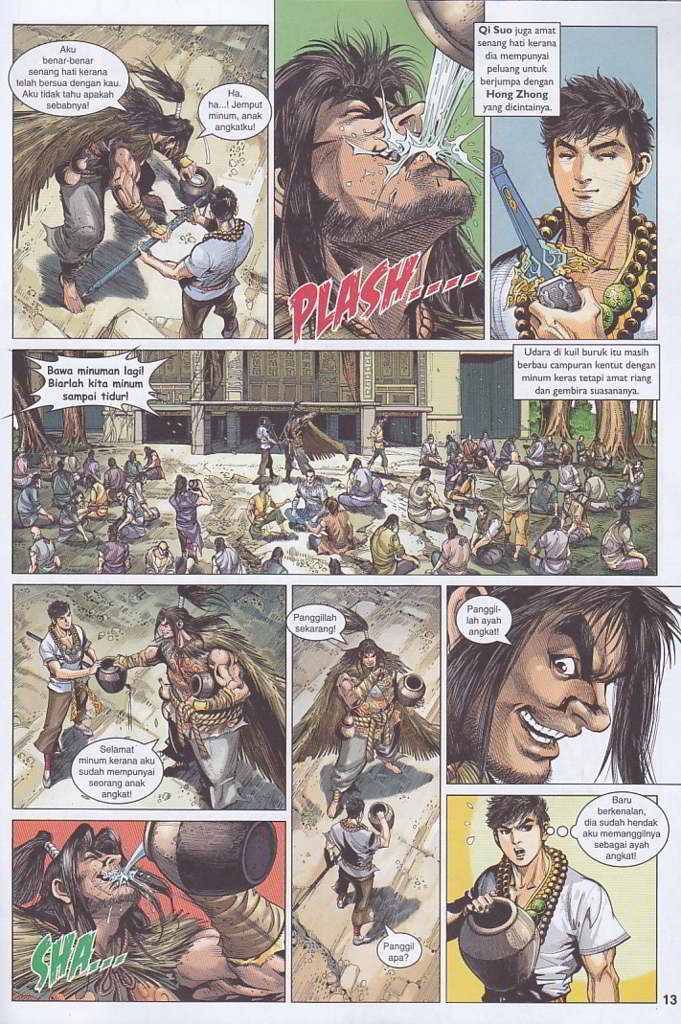 Aku
benar-benar
senang hati kerana
telah bersua dengan kau.
Aku tidak tahu apakah
sebabnya!
Ha,
ha...! Jemput
minum, anak
angkatku!
PLASH....
Qi Suo juga amat
senang hati kerana
dia mempunyai
peluang untuk
berjumpa dengan
Hong Zhong
yang dicintainya.
Bawa minuman lagi!
Biarlah kita minum
sampai tidur!
Udara di kuil buruk itu masih
berbau campuran kentut dengan
minum keras tetapi amat riang
dan gembira suasananya.
Selamat
minum kerana aku
sudah mempunyai
seorang anak
angkat!
SHA...
Panggillah
sekarang!
Panggil
apa?
Panggil-
lah ayah
angkat!
Baru
berkenalan,
dia sudah hendak
aku memanggilnya
sebagai ayah
angkat!
13